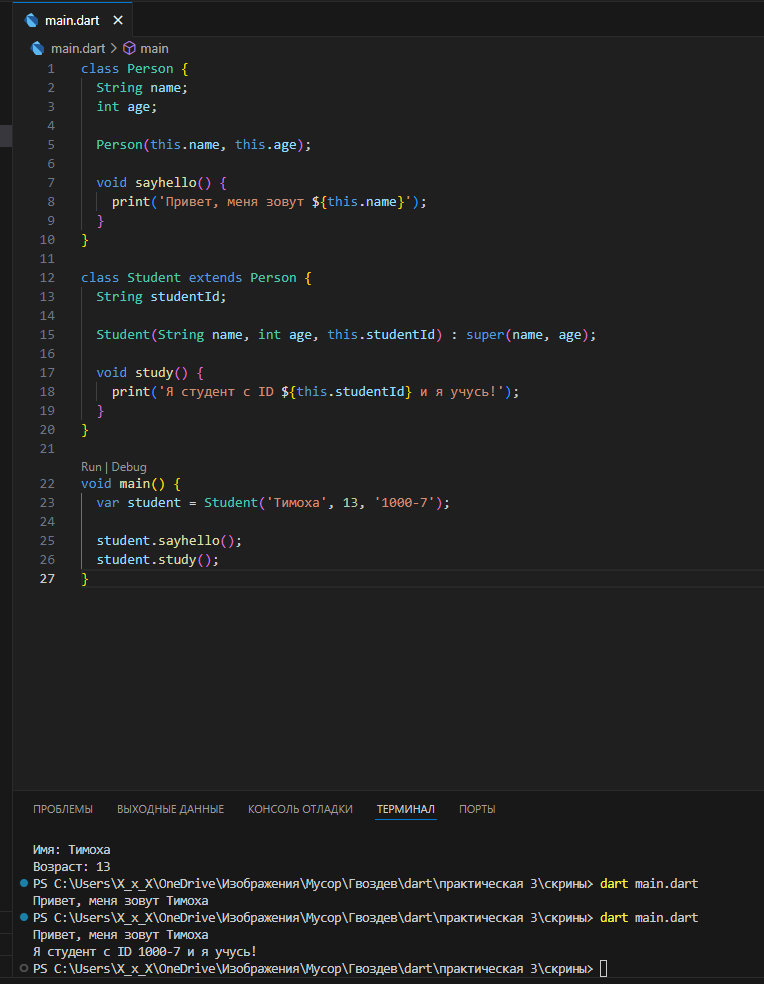 main.dart
main.dart > main
1 class Person {
2   String name;
3   int age;
4
5   Person(this.name, this.age);
6
7   void sayhello() {
8     print('Привет, меня зовут ${this.name}');
9   }
10 }
11
12 class Student extends Person {
13   String studentId;
14
15   Student(String name, int age, this.studentId) : super(name, age);
16
17   void study() {
18     print('Я студент с ID ${this.studentId} и я учусь!');
19   }
20 }
21
Run | Debug
22 void main() {
23   var student = Student('Тимоха', 13, '1000-7');
24
25   student.sayhello();
26   student.study();
27 }
ПРОБЛЕМЫ ВЫХОДНЫЕ ДАННЫЕ КОНСОЛЬ ОТЛАДКИ ТЕРМИНАЛ ПОРТЫ
Имя: Тимоха
Возраст: 13
PS C:\Users\X_x_X\OneDrive\Изображения\Мусор\Гвоздев\dart\практическая 3\скрины> dart main.dart
Привет, меня зовут Тимоха
PS C:\Users\X_x_X\OneDrive\Изображения\Мусор\Гвоздев\dart\практическая 3\скрины> dart main.dart
Привет, меня зовут Тимоха
Я студент с ID 1000-7 и я учусь!
PS C:\Users\X_x_X\OneDrive\Изображения\Мусор\Гвоздев\dart\практическая 3\скрины>